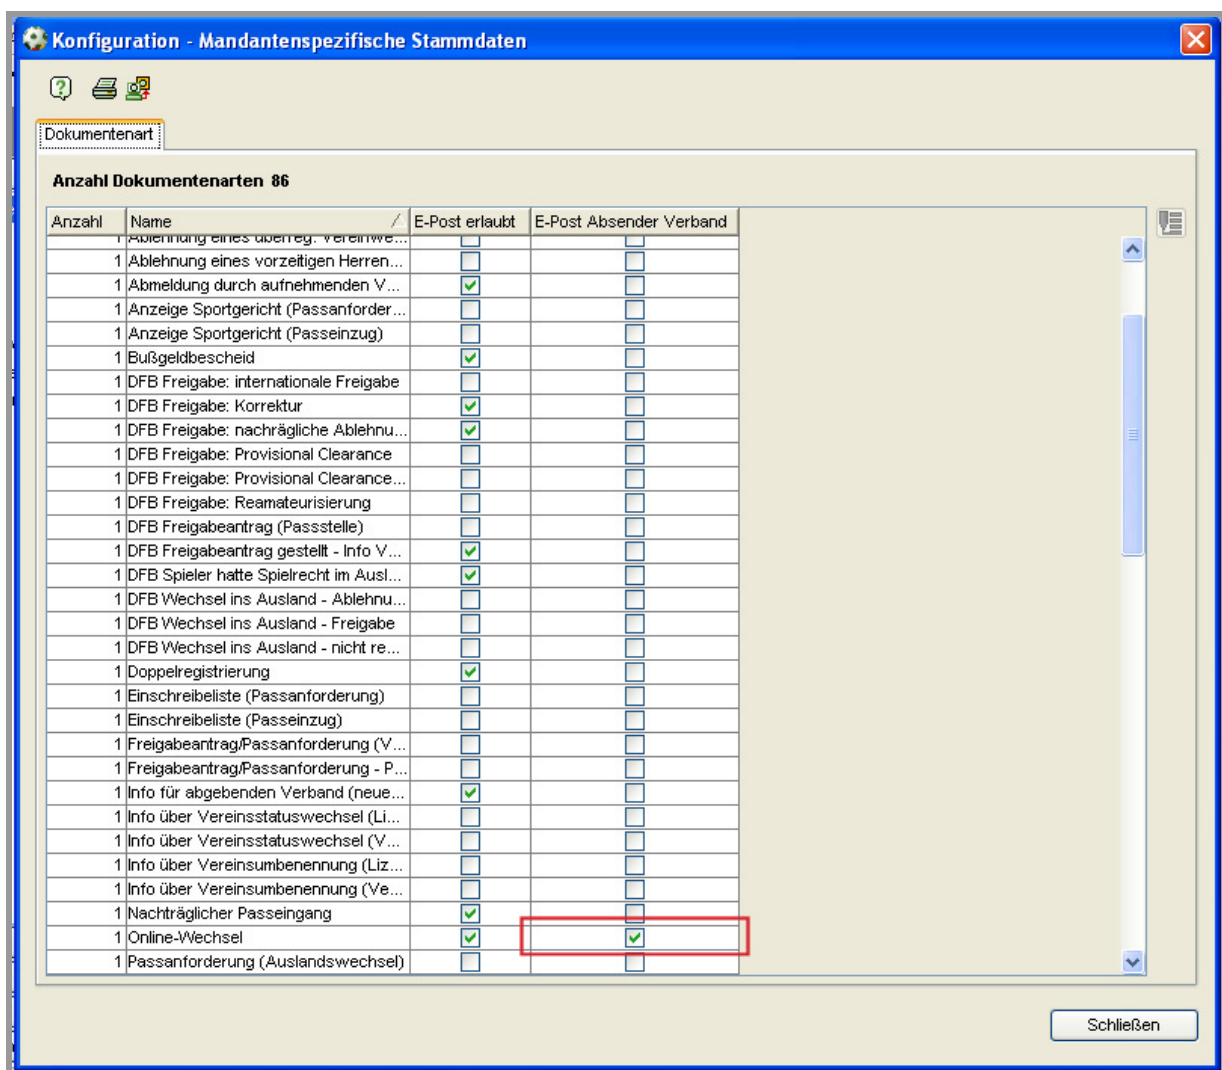 Konfiguration - Mandantenspezifische Stammdaten
Dokumentenart
Anzahl Dokumentenarten 86
Anzahl Name E-Post erlaubt E-Post Absender Verband
1 Ablehnung eines überreg. Vereinwe...
1 Ablehnung eines vorzeitigen Herren...
1 Abmeldung durch aufnehmenden V...
1 Anzeige Sportgericht (Passanforder...
1 Anzeige Sportgericht (Passeinzug)
1 Bußgeldbescheid
1 DFB Freigabe: internationale Freigabe
1 DFB Freigabe: Korrektur
1 DFB Freigabe: nachrägliche Ablehnu...
1 DFB Freigabe: Provisional Clearance
1 DFB Freigabe: Provisional Clearance...
1 DFB Freigabe: Reamateurisierung
1 DFB Freigabeantrag (Passstelle)
1 DFB Freigabeantrag gestellt - Info V...
1 DFB Spieler hatte Spielrecht im Ausl...
1 DFB Wechsel ins Ausland - Ablehnu...
1 DFB Wechsel ins Ausland - Freigabe
1 DFB Wechsel ins Ausland - nicht re...
1 Doppelregistrierung
1 Einschreibeliste (Passanforderung)
1 Einschreibeliste (Passeinzug)
1 Freigabeantrag/Passanforderung (V...
1 Freigabeantrag/Passanforderung - P...
1 Info für abgebenden Verband (neue...
1 Info über Vereinsstatuswechsel (Li...
1 Info über Vereinsstatuswechsel (V...
1 Info über Vereinsumbenennung (Liz...
1 Info über Vereinsumbenennung (Ve...
1 Nachträglicher Passeingang
1 Online-Wechsel
1 Passanforderung (Auslandswechsel)
Schließen